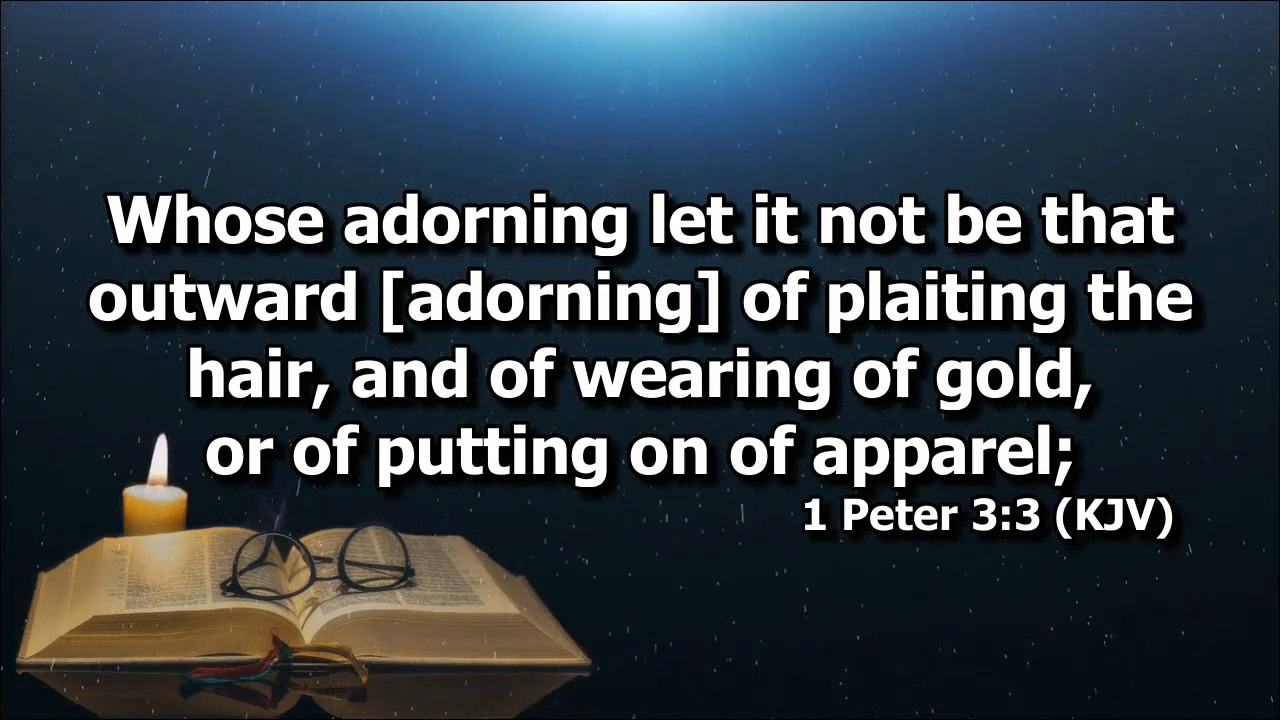 Whose adorning let it not be that
outward [adorning] of plaiting the
hair, and of wearing of gold,
or of putting on of apparel;
1 Peter 3:3 (KJV)